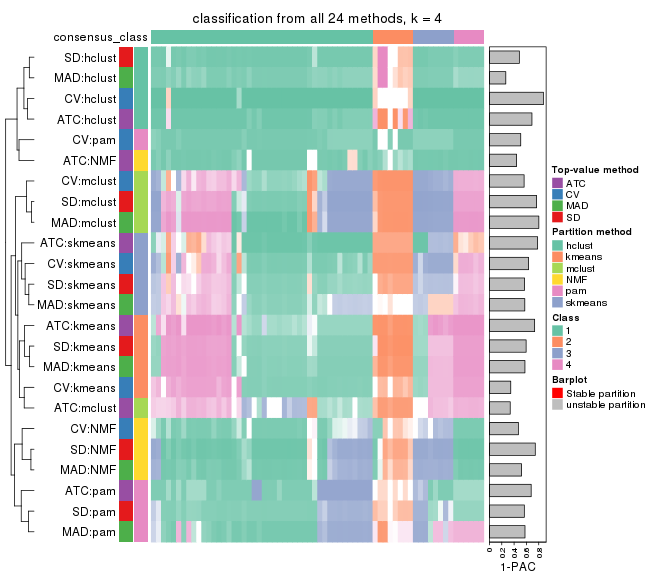 classification from all 24 methods, k = 4
consensus_class
SD:hclust
MAD:hclust
CV:hclust
ATC:hclust
CV:pam
ATC:NMF
CV:mclust
SD:mclust
MAD:mclust
ATC:skmeans
CV:skmeans
SD:skmeans
MAD:skmeans
ATC:kmeans
SD:kmeans
MAD:kmeans
CV:kmeans
ATC:mclust
CV:NMF
SD:NMF
MAD:NMF
ATC:pam
SD:pam
MAD:pam
0 0.2 0.4 0.6 0.8
1-PAC
Top-value method
ATC
CV
MAD
SD
Partition method
hclust
kmeans
mclust
NMF
pam
skmeans
Class
1
2
3
4
Barplot
Stable partition
unstable partition